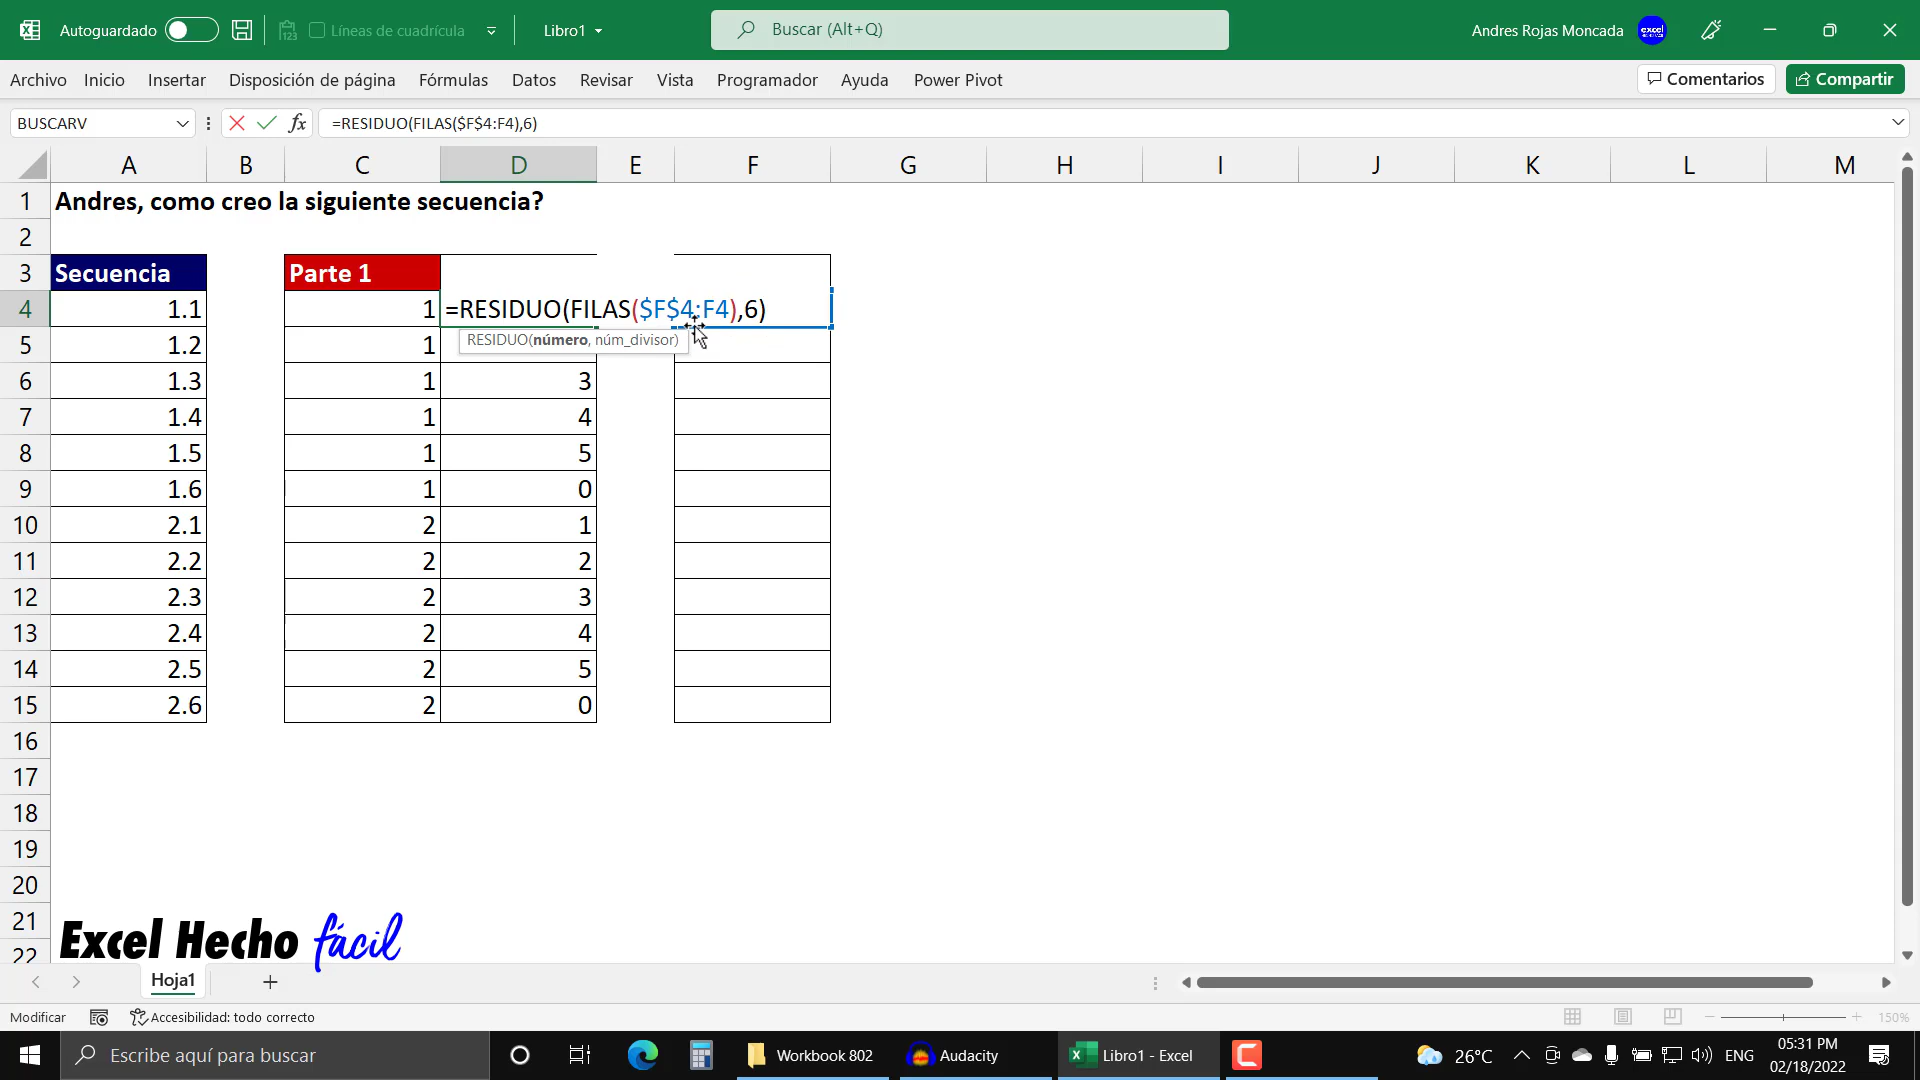 Autoguardado
Líneas de cuadrícula
Libro1
Buscar (Alt+Q)
Andres Rojas Moncada
Archivo Inicio Insertar Disposición de página Fórmulas Datos Revisar Vista Programador Ayuda Power Pivot
Comentarios
Compartir
BUSCARV
fx
=RESIDUO(FILAS($F$4:F4),6)
A B C D E F G H I J K L M
1 Andres, como creo la siguiente secuencia?
2
3 Secuencia Parte 1
4 1.1 1 =RESIDUO(FILAS($F$4:F4),6)
RESIDUO(número, núm_divisor)
5 1.2 1
6 1.3 1 3
7 1.4 1 4
8 1.5 1 5
9 1.6 1 0
10 2.1 2 1
11 2.2 2 2
12 2.3 2 3
13 2.4 2 4
14 2.5 2 5
15 2.6 2 0
16
17
18
19
20
21
22
Excel Hecho fácil
Hoja1
Modificar
Accesibilidad: todo correcto
150%
Escribe aquí para buscar
Workbook 802
Audacity
Libro1 - Excel
26°C
ENG
05:31 PM
02/18/2022